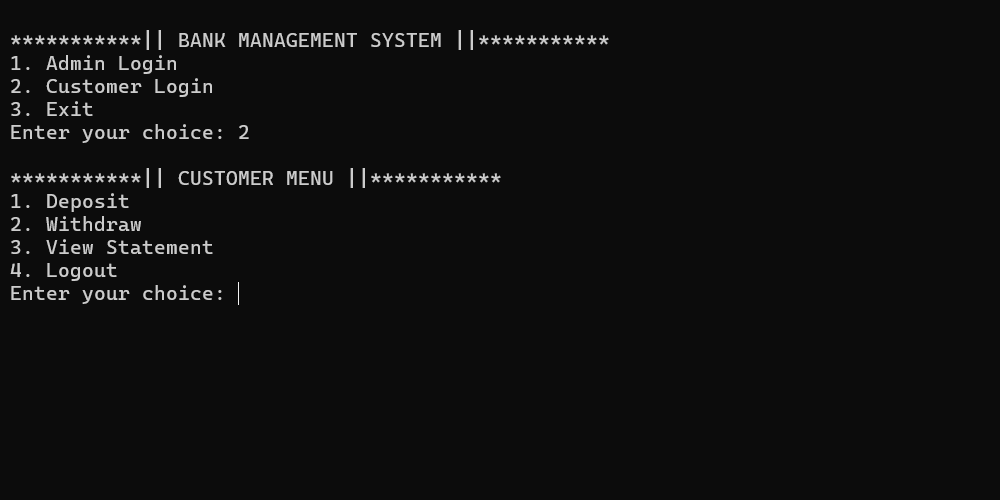 ***********|| BANK MANAGEMENT SYSTEM ||***********
1. Admin Login
2. Customer Login
3. Exit
Enter your choice: 2
***********|| CUSTOMER MENU ||***********
1. Deposit
2. Withdraw
3. View Statement
4. Logout
Enter your choice: